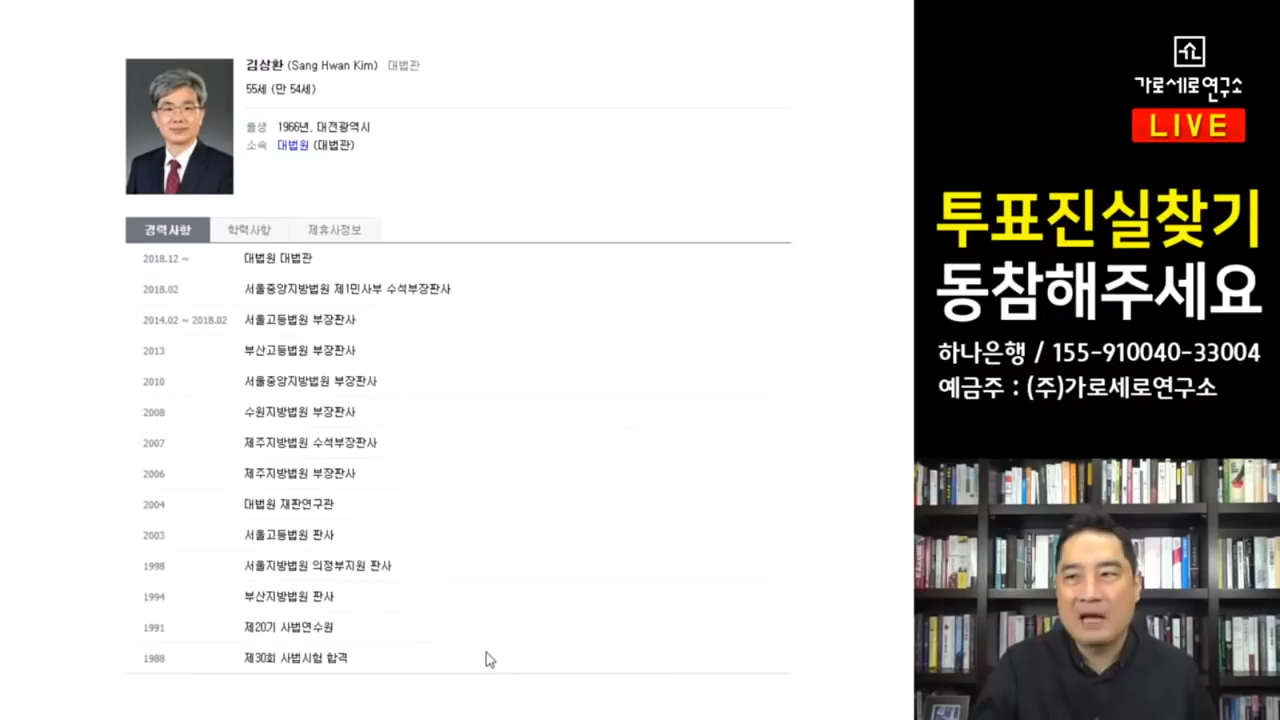 김상환 (Sang Hwan Kim) 대법관
55세 (만 54세)
출생 1966년, 대전광역시
소속 대법원 (대법관)
경력사항 학력사항 제휴사정보
2018.12 ~ 대법원 대법관
2018.02 서울중앙지방법원 제1민사부 수석부장판사
2014.02 ~ 2018.02 서울고등법원 부장판사
2013 부산고등법원 부장판사
2010 서울중앙지방법원 부장판사
2008 수원지방법원 부장판사
2007 제주지방법원 수석부장판사
2006 제주지방법원 부장판사
2004 대법원 재판연구관
2003 서울고등법원 판사
1998 서울지방법원 의정부지원 판사
1994 부산지방법원 판사
1991 제20기 사법연수원
1988 제30회 사법시험 합격
가로세로연구소
LIVE
투표진실찾기
동참해주세요
하나은행 / 155-910040-33004
예금주 : (주)가로세로연구소